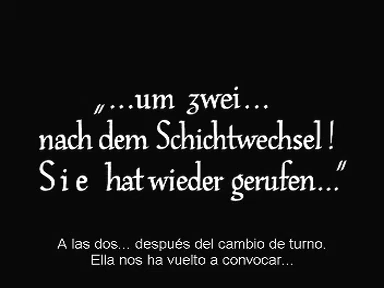 „...um zwei...
nach dem Schichtwechsel!
Sie hat wieder gerufen..."
A las dos... después del cambio de turno.
Ella nos ha vuelto a convocar...